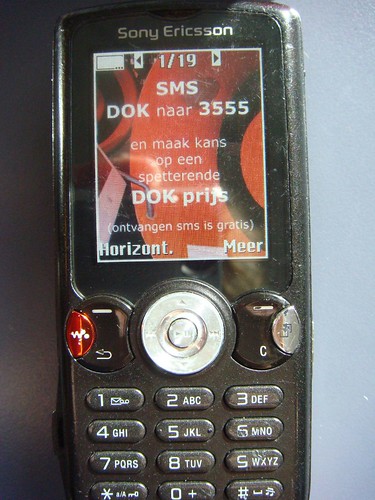 Sony Ericsson
1/19
SMS
DOK naar 3555
en maak kans
op een
spetterende
DOK prijs
(ontvangen sms is gratis)
Horizont. Meer
C
1 2 ABC 3 DEF
4 GHI 5 JKL 6 MNO
7 PQRS 8 TUV 9 WXYZ
* a/A 0 + #